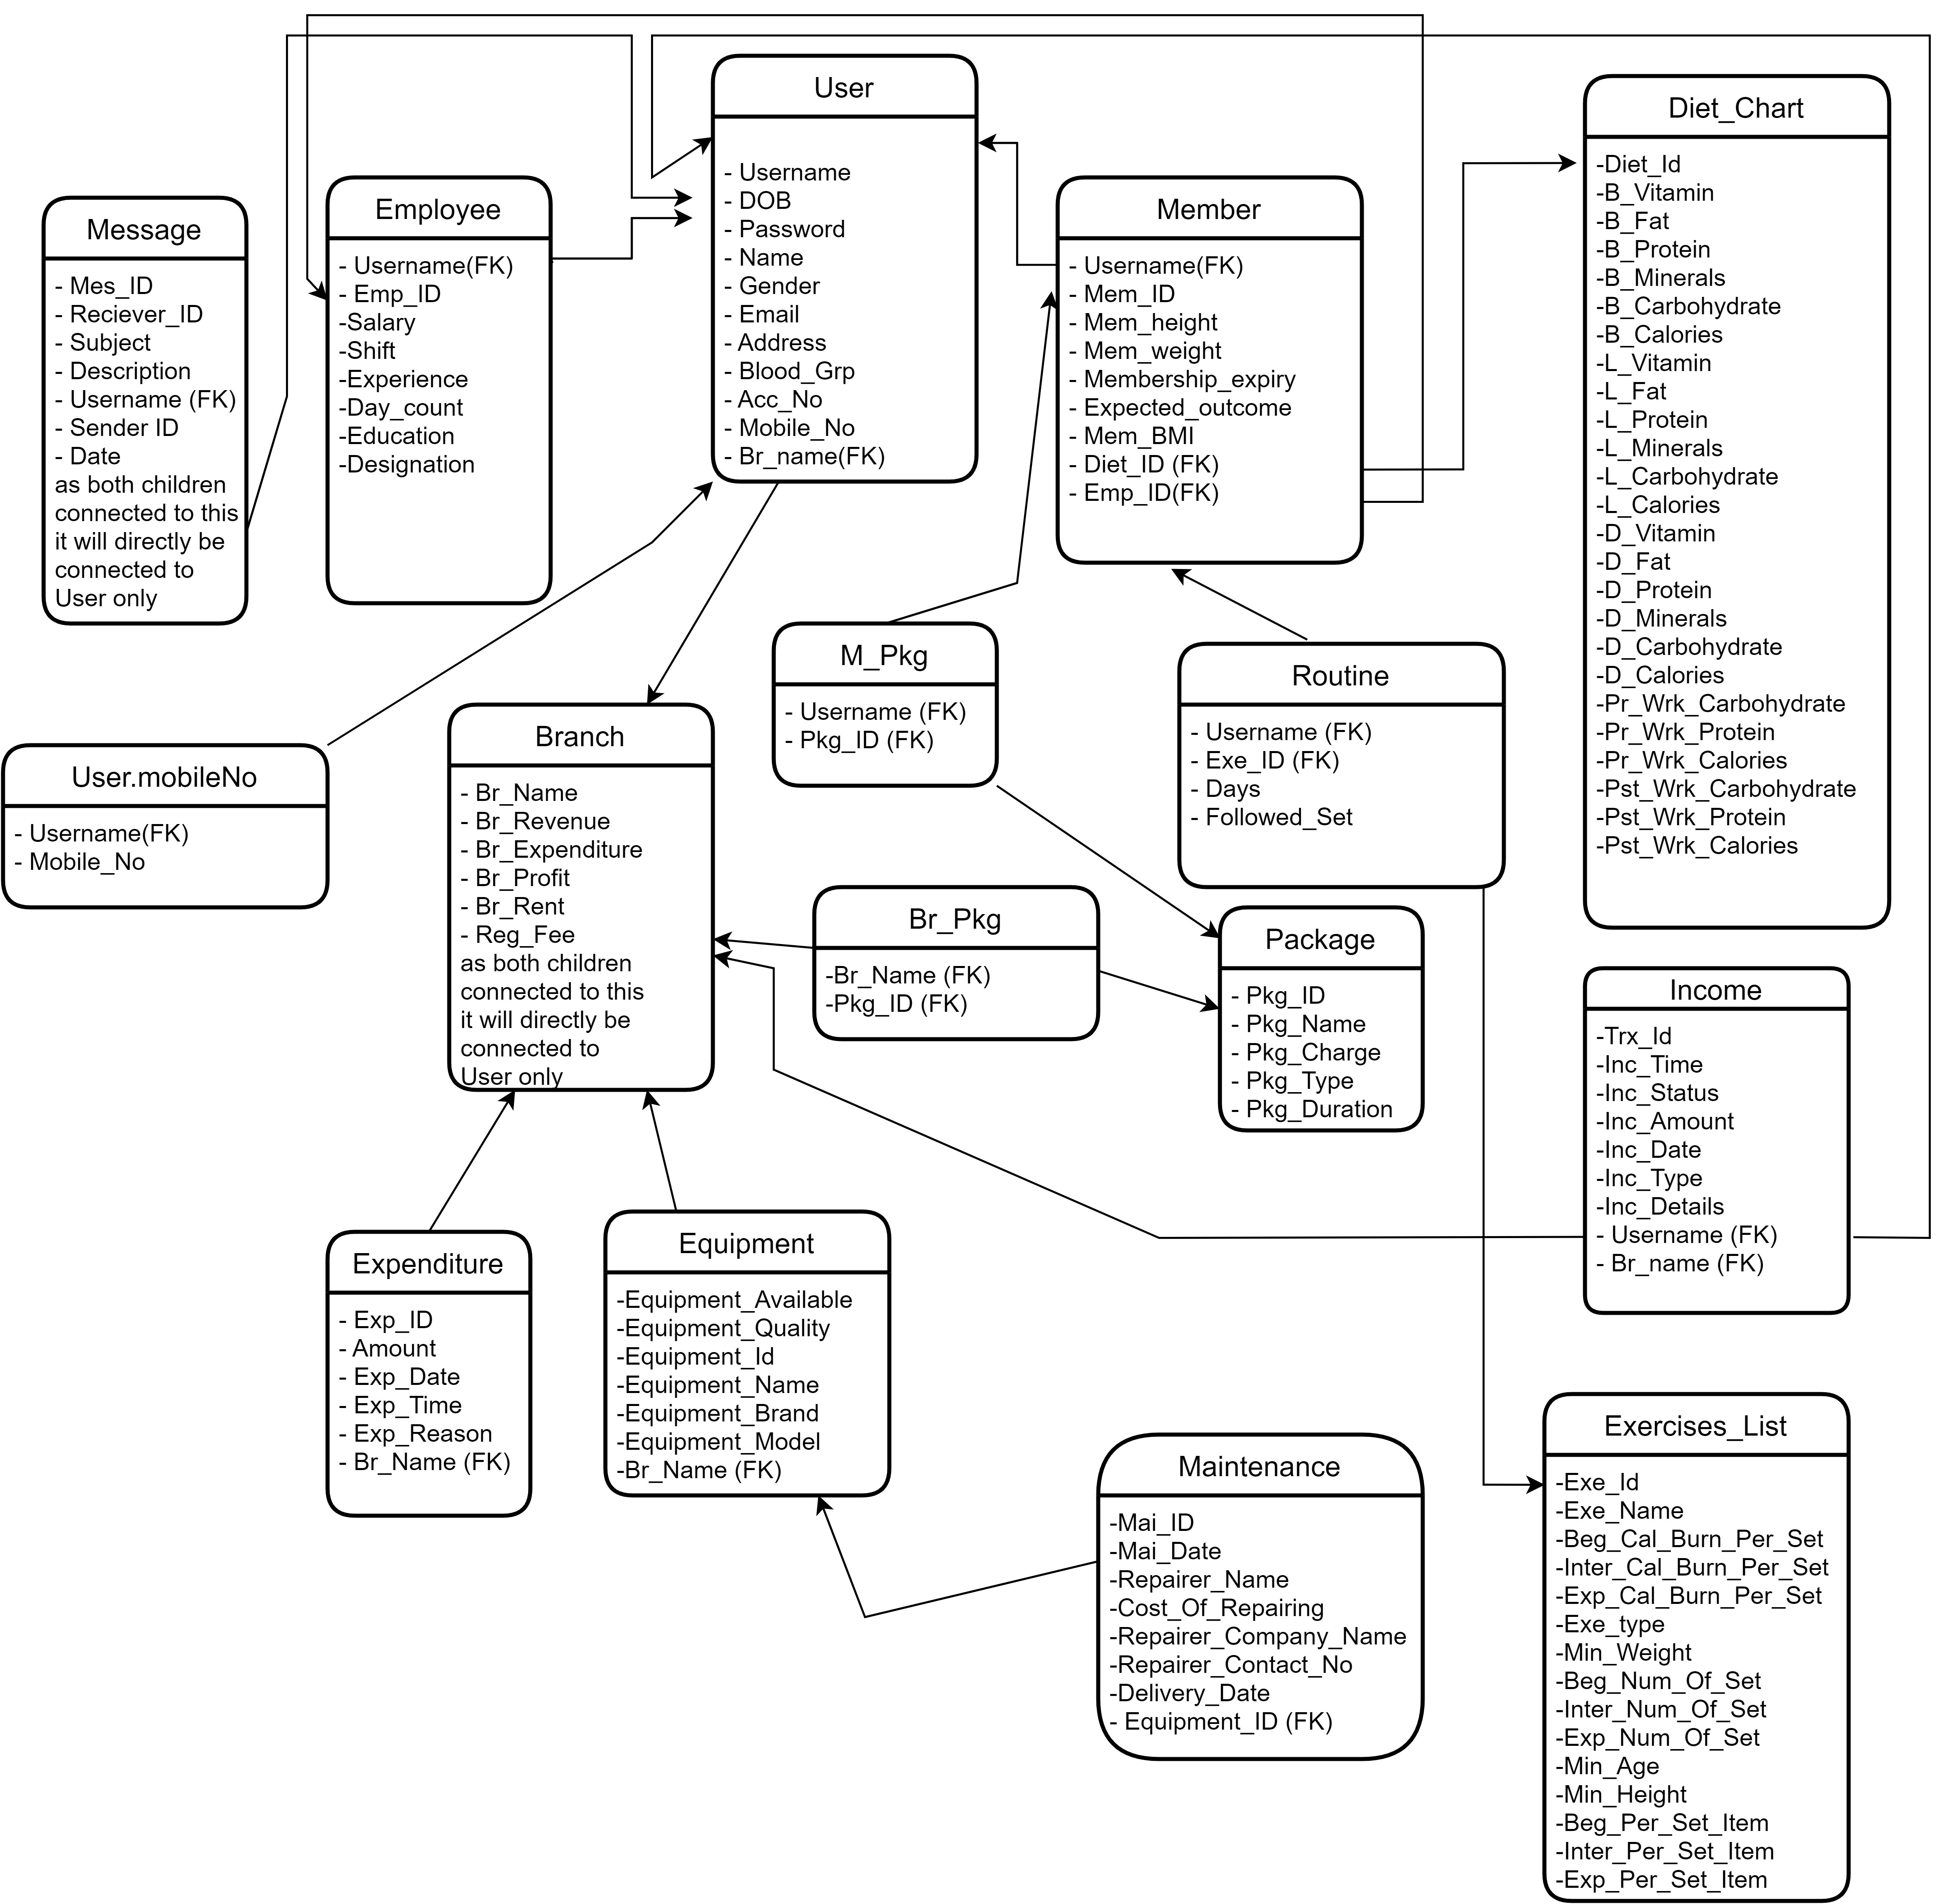 User
- Username
- DOB
- Password
- Name
- Gender
- Email
- Address
- Blood_Grp
- Acc_No
- Mobile_No
- Br_name(FK)
Diet_Chart
-Diet_Id
-B_Vitamin
-B_Fat
-B_Protein
-B_Minerals
-B_Carbohydrate
-B_Calories
-L_Vitamin
-L_Fat
-L_Protein
-L_Minerals
-L_Carbohydrate
-L_Calories
-D_Vitamin
-D_Fat
-D_Protein
-D_Minerals
-D_Carbohydrate
-D_Calories
-Pr_Wrk_Carbohydrate
-Pr_Wrk_Protein
-Pr_Wrk_Calories
-Pst_Wrk_Carbohydrate
-Pst_Wrk_Protein
-Pst_Wrk_Calories
Message
- Mes_ID
- Reciever_ID
- Subject
- Description
- Username (FK)
- Sender ID
- Date
as both children
connected to this
it will directly be
connected to
User only
Employee
- Username(FK)
- Emp_ID
-Salary
-Shift
-Experience
-Day_count
-Education
-Designation
Member
- Username(FK)
- Mem_ID
- Mem_height
- Mem_weight
- Membership_expiry
- Expected_outcome
- Mem_BMI
- Diet_ID (FK)
- Emp_ID(FK)
M_Pkg
- Username (FK)
- Pkg_ID (FK)
Routine
- Username (FK)
- Exe_ID (FK)
- Days
- Followed_Set
User.mobileNo
- Username(FK)
- Mobile_No
Branch
- Br_Name
- Br_Revenue
- Br_Expenditure
- Br_Profit
- Br_Rent
- Reg_Fee
as both children
connected to this
it will directly be
connected to
User only
Br_Pkg
-Br_Name (FK)
-Pkg_ID (FK)
Package
- Pkg_ID
- Pkg_Name
- Pkg_Charge
- Pkg_Type
- Pkg_Duration
Income
-Trx_Id
-Inc_Time
-Inc_Status
-Inc_Amount
-Inc_Date
-Inc_Type
-Inc_Details
- Username (FK)
- Br_name (FK)
Expenditure
- Exp_ID
- Amount
- Exp_Date
- Exp_Time
- Exp_Reason
- Br_Name (FK)
Equipment
-Equipment_Available
-Equipment_Quality
-Equipment_Id
-Equipment_Name
-Equipment_Brand
-Equipment_Model
-Br_Name (FK)
Maintenance
-Mai_ID
-Mai_Date
-Repairer_Name
-Cost_Of_Repairing
-Repairer_Company_Name
-Repairer_Contact_No
-Delivery_Date
- Equipment_ID (FK)
Exercises_List
-Exe_Id
-Exe_Name
-Beg_Cal_Burn_Per_Set
-Inter_Cal_Burn_Per_Set
-Exp_Cal_Burn_Per_Set
-Exe_type
-Min_Weight
-Beg_Num_Of_Set
-Inter_Num_Of_Set
-Exp_Num_Of_Set
-Min_Age
-Min_Height
-Beg_Per_Set_Item
-Inter_Per_Set_Item
-Exp_Per_Set_Item